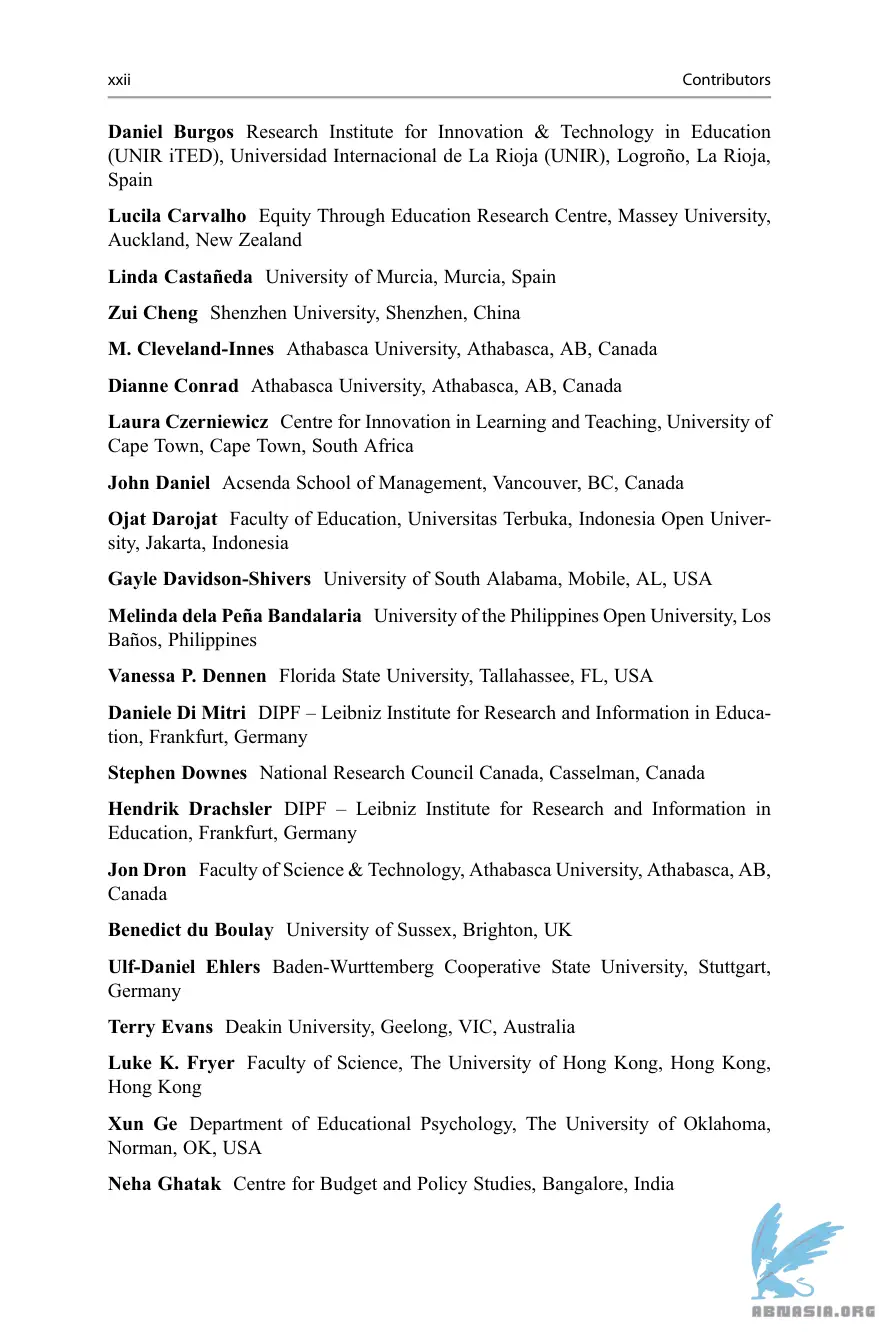 xxii Contributors
Daniel Burgos Research Institute for Innovation & Technology in Education
(UNIR iTED), Universidad Internacional de La Rioja (UNIR), Logroño, La Rioja,
Spain
Lucila Carvalho Equity Through Education Research Centre, Massey University,
Auckland, New Zealand
Linda Castañeda University of Murcia, Murcia, Spain
Zui Cheng Shenzhen University, Shenzhen, China
M. Cleveland-Innes Athabasca University, Athabasca, AB, Canada
Dianne Conrad Athabasca University, Athabasca, AB, Canada
Laura Czerniewicz Centre for Innovation in Learning and Teaching, University of
Cape Town, Cape Town, South Africa
John Daniel Acsenda School of Management, Vancouver, BC, Canada
Ojat Darojat Faculty of Education, Universitas Terbuka, Indonesia Open Univer-
sity, Jakarta, Indonesia
Gayle Davidson-Shivers University of South Alabama, Mobile, AL, USA
Melinda dela Peña Bandalaria University of the Philippines Open University, Los
Baños, Philippines
Vanessa P. Dennen Florida State University, Tallahassee, FL, USA
Daniele Di Mitri DIPF – Leibniz Institute for Research and Information in Educa-
tion, Frankfurt, Germany
Stephen Downes National Research Council Canada, Casselman, Canada
Hendrik Drachsler DIPF – Leibniz Institute for Research and Information in
Education, Frankfurt, Germany
Jon Dron Faculty of Science & Technology, Athabasca University, Athabasca, AB,
Canada
Benedict du Boulay University of Sussex, Brighton, UK
Ulf-Daniel Ehlers Baden-Wurttemberg Cooperative State University, Stuttgart,
Germany
Terry Evans Deakin University, Geelong, VIC, Australia
Luke K. Fryer Faculty of Science, The University of Hong Kong, Hong Kong,
Hong Kong
Xun Ge Department of Educational Psychology, The University of Oklahoma,
Norman, OK, USA
Neha Ghatak Centre for Budget and Policy Studies, Bangalore, India
ABNASIA.ORG